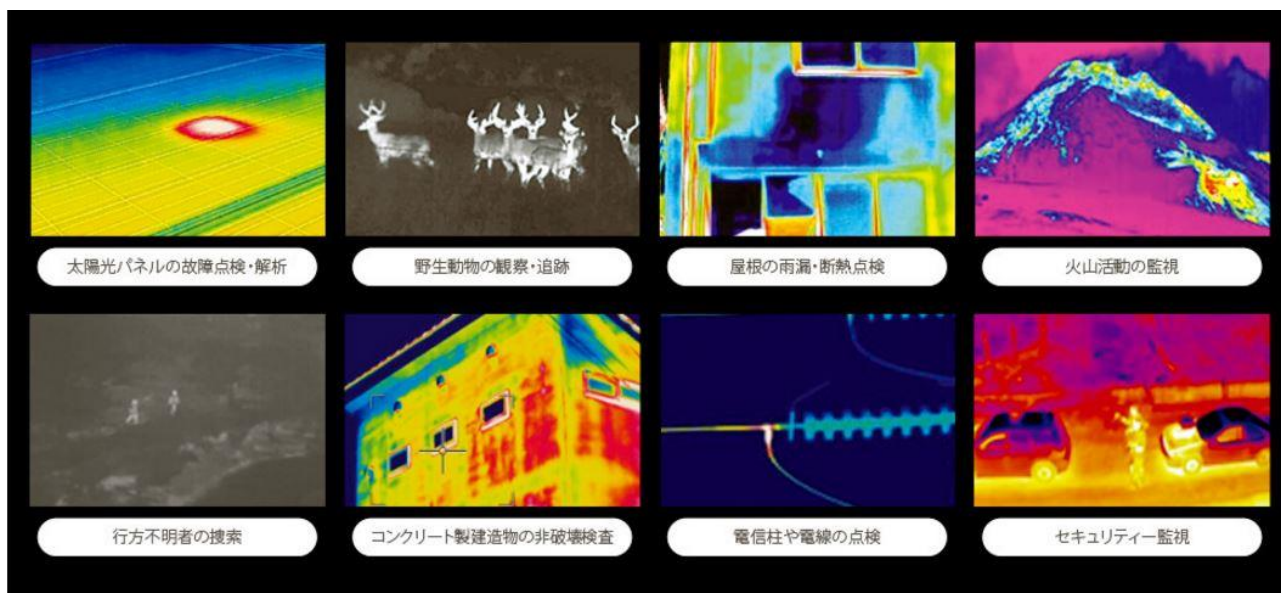 太陽光パネルの故障点検・解析
野生動物の観察・追跡
屋根の雨漏・断熱点検
火山活動の監視
行方不明者の捜索
コンクリート製建造物の非破壊検査
電信柱や電線の点検
セキュリティー監視